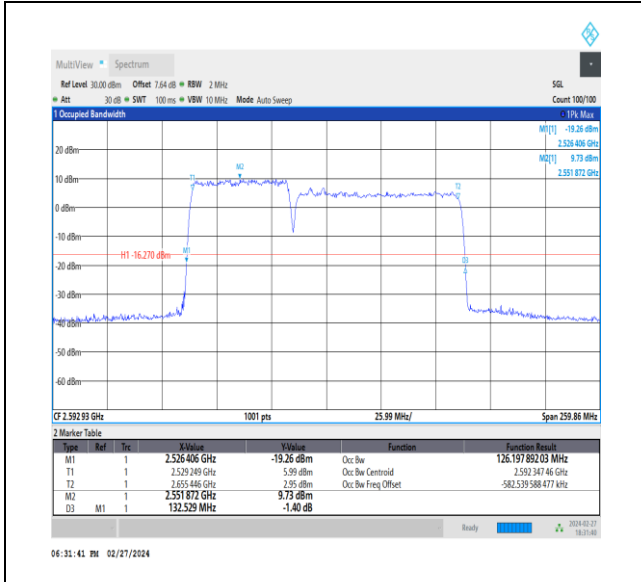 MultiView Spectrum
Ref Level 30.00 dBm Offset 7.64 dB RBW 2 MHz SGL
Att 30 dB SWT 100 ms VBW 10 MHz Mode Auto Sweep Count 100/100
1 Occupied Bandwidth 1Pk Max
M1[1] -19.26 dBm
2.526 406 GHz
M2[1] 9.73 dBm
2.551 872 GHz
20 dBm
M2
T1
T2
10 dBm
0 dBm
-10 dBm
M1
H1 -16.270 dBm
D3
-20 dBm
-30 dBm
-40 dBm
-50 dBm
-60 dBm
CF 2.592 93 GHz 1001 pts 25.99 MHz/ Span 259.86 MHz
2 Marker Table
Type Ref Trc X-Value Y-Value Function Function Result
M1 1 2.526 406 GHz -19.26 dBm Occ Bw 126.197 892 03 MHz
T1 1 2.529 249 GHz 5.99 dBm Occ Bw Centroid 2.592 347 46 GHz
T2 1 2.655 446 GHz 2.95 dBm Occ Bw Freq Offset -582.539 588 477 kHz
M2 1 2.551 872 GHz 9.73 dBm
D3 M1 1 132.529 MHz -1.40 dB
Ready 2024-02-27
18:31:40
06:31:41 PM 02/27/2024